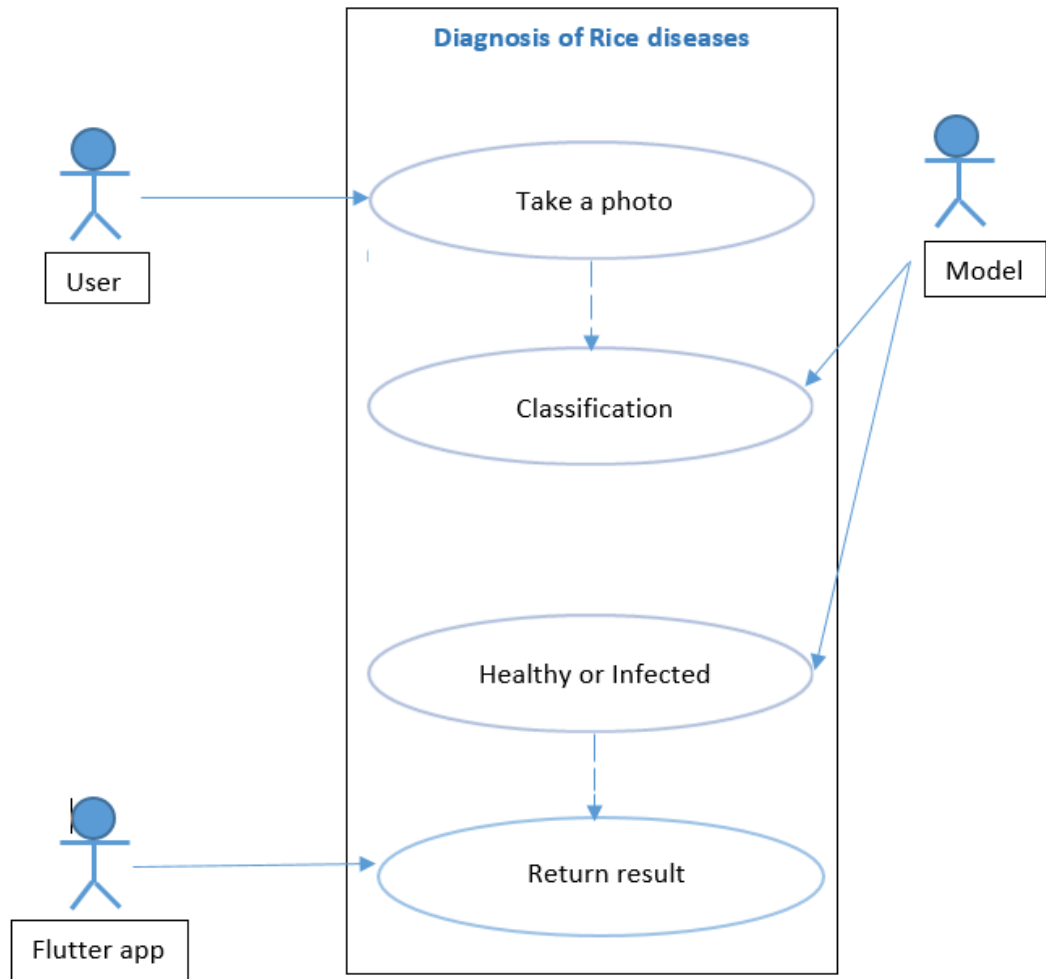 Diagnosis of Rice diseases
Take a photo
User
Model
Classification
Healthy or Infected
Return result
Flutter app